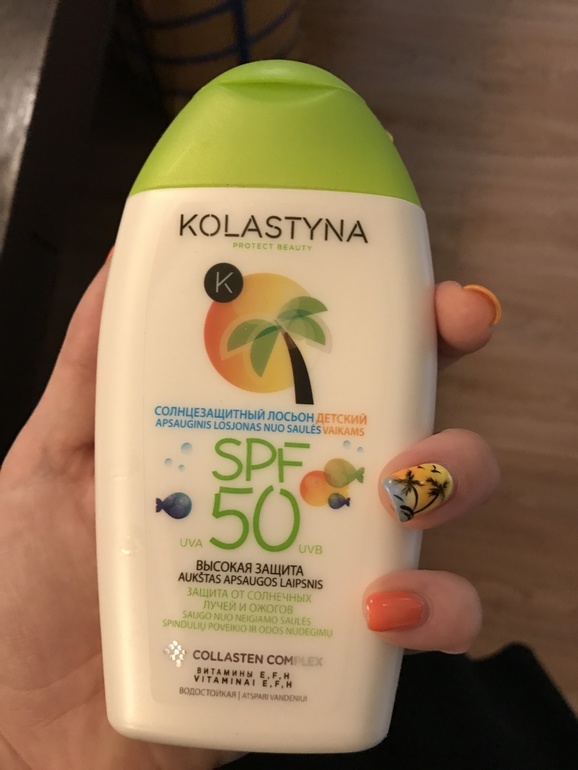 KOLASTYNA
PROTECT BEAUTY
K
СОЛНЦЕЗАЩИТНЫЙ ЛОСЬОН ДЕТСКИЙ
APSAUGINIS LOSJONAS NUO SAULĖS VAIKAMS
SPF
50
UVA UVB
ВЫСОКАЯ ЗАЩИТА
AUKŠTAS APSAUGOS LAIPSNIS
ЗАЩИТА ОТ СОЛНЕЧНЫХ
ЛУЧЕЙ И ОЖОГОВ
SAUGO NUO NEIGIAMO SAULĖS
SPINDULIŲ POVEIKIO IR ODOS NUDEGIMŲ
COLLASTEN COMPLEX
ВИТАМИНЫ E,F,H
VITAMINAI E,F,H
ВОДОСТОЙКАЯ | ATSPARI VANDENIUI